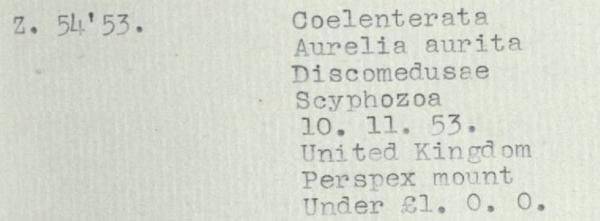 Z. 54'53.
Coelenterata
Aurelia aurita
Discomedusae
Scyphozoa
10. 11. 53.
United Kingdom
Perspex mount
Under £1. 0. 0.